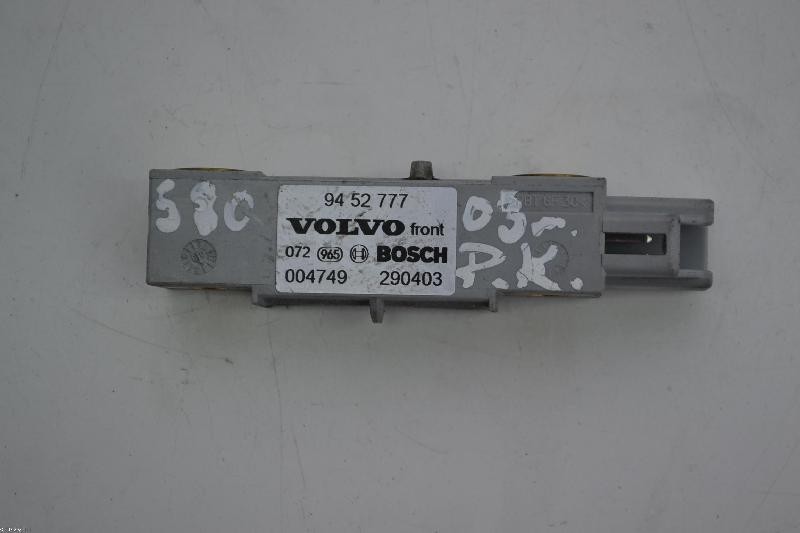 S80
94 52 777
VOLVO front
072 965 BOSCH
004749 290403
03-
P.K.